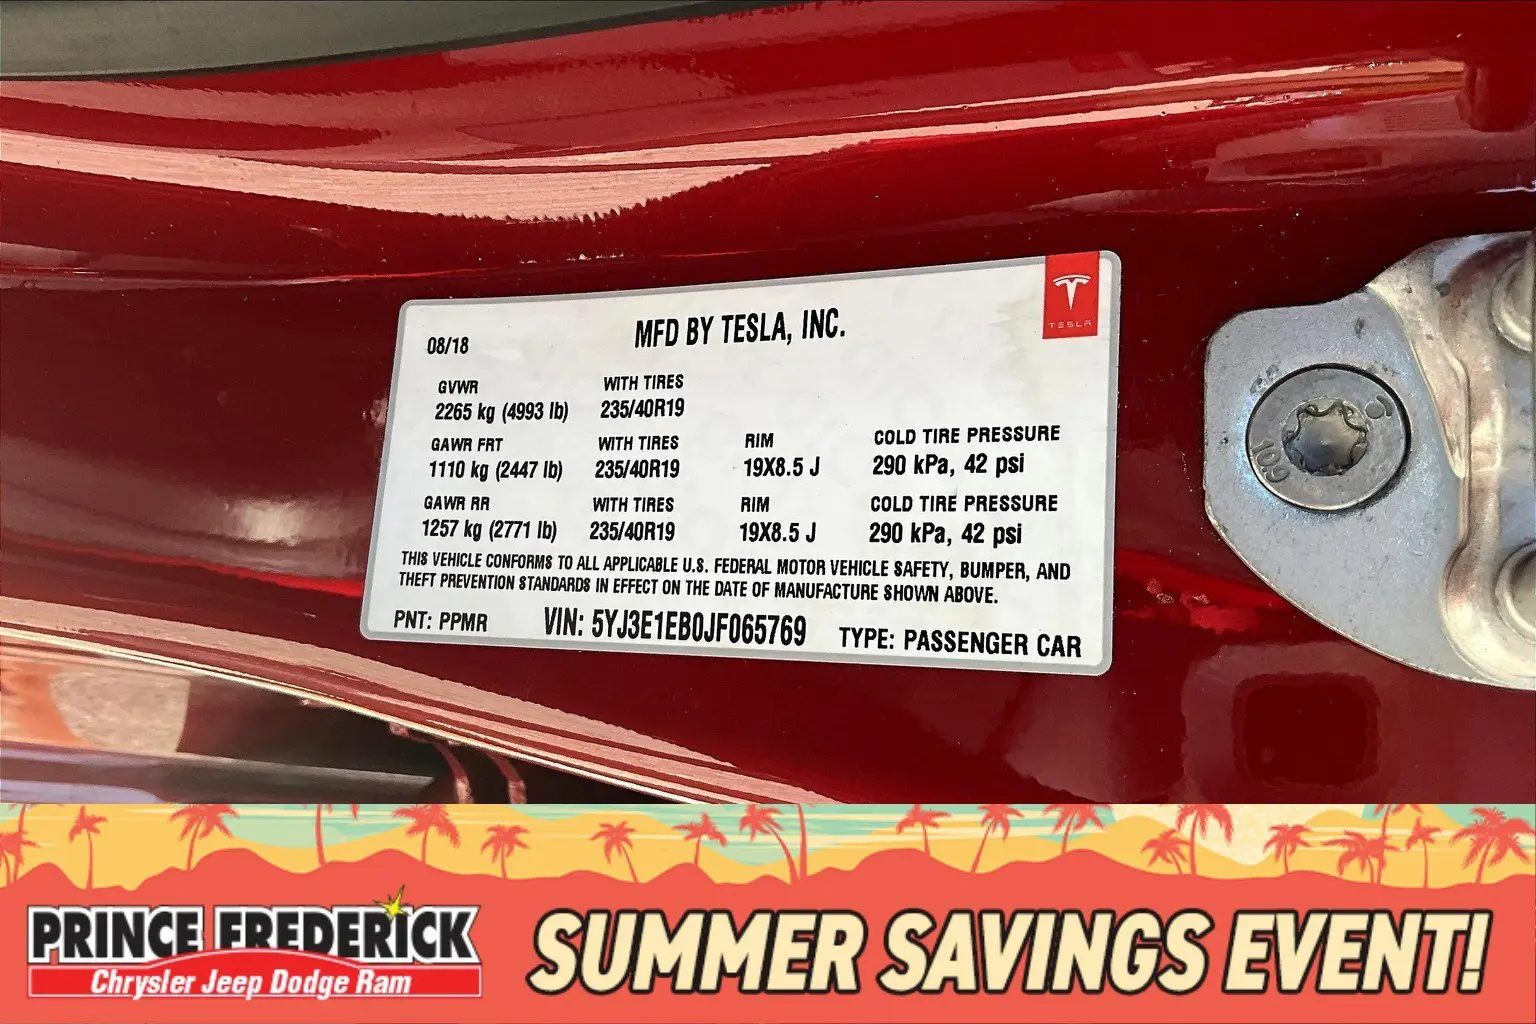 TESLA
08/18
MFD BY TESLA, INC.
GVWR WITH TIRES
2265 kg (4993 lb) 235/40R19
GAWR FRT WITH TIRES RIM COLD TIRE PRESSURE
1110 kg (2447 lb) 235/40R19 19X8.5 J 290 kPa, 42 psi
GAWR RR WITH TIRES RIM COLD TIRE PRESSURE
1257 kg (2771 lb) 235/40R19 19X8.5 J 290 kPa, 42 psi
THIS VEHICLE CONFORMS TO ALL APPLICABLE U.S. FEDERAL MOTOR VEHICLE SAFETY, BUMPER, AND
THEFT PREVENTION STANDARDS IN EFFECT ON THE DATE OF MANUFACTURE SHOWN ABOVE.
PNT: PPMR VIN: 5YJ3E1EB0JF065769 TYPE: PASSENGER CAR
109
PRINCE FREDERICK
Chrysler Jeep Dodge Ram
SUMMER SAVINGS EVENT!